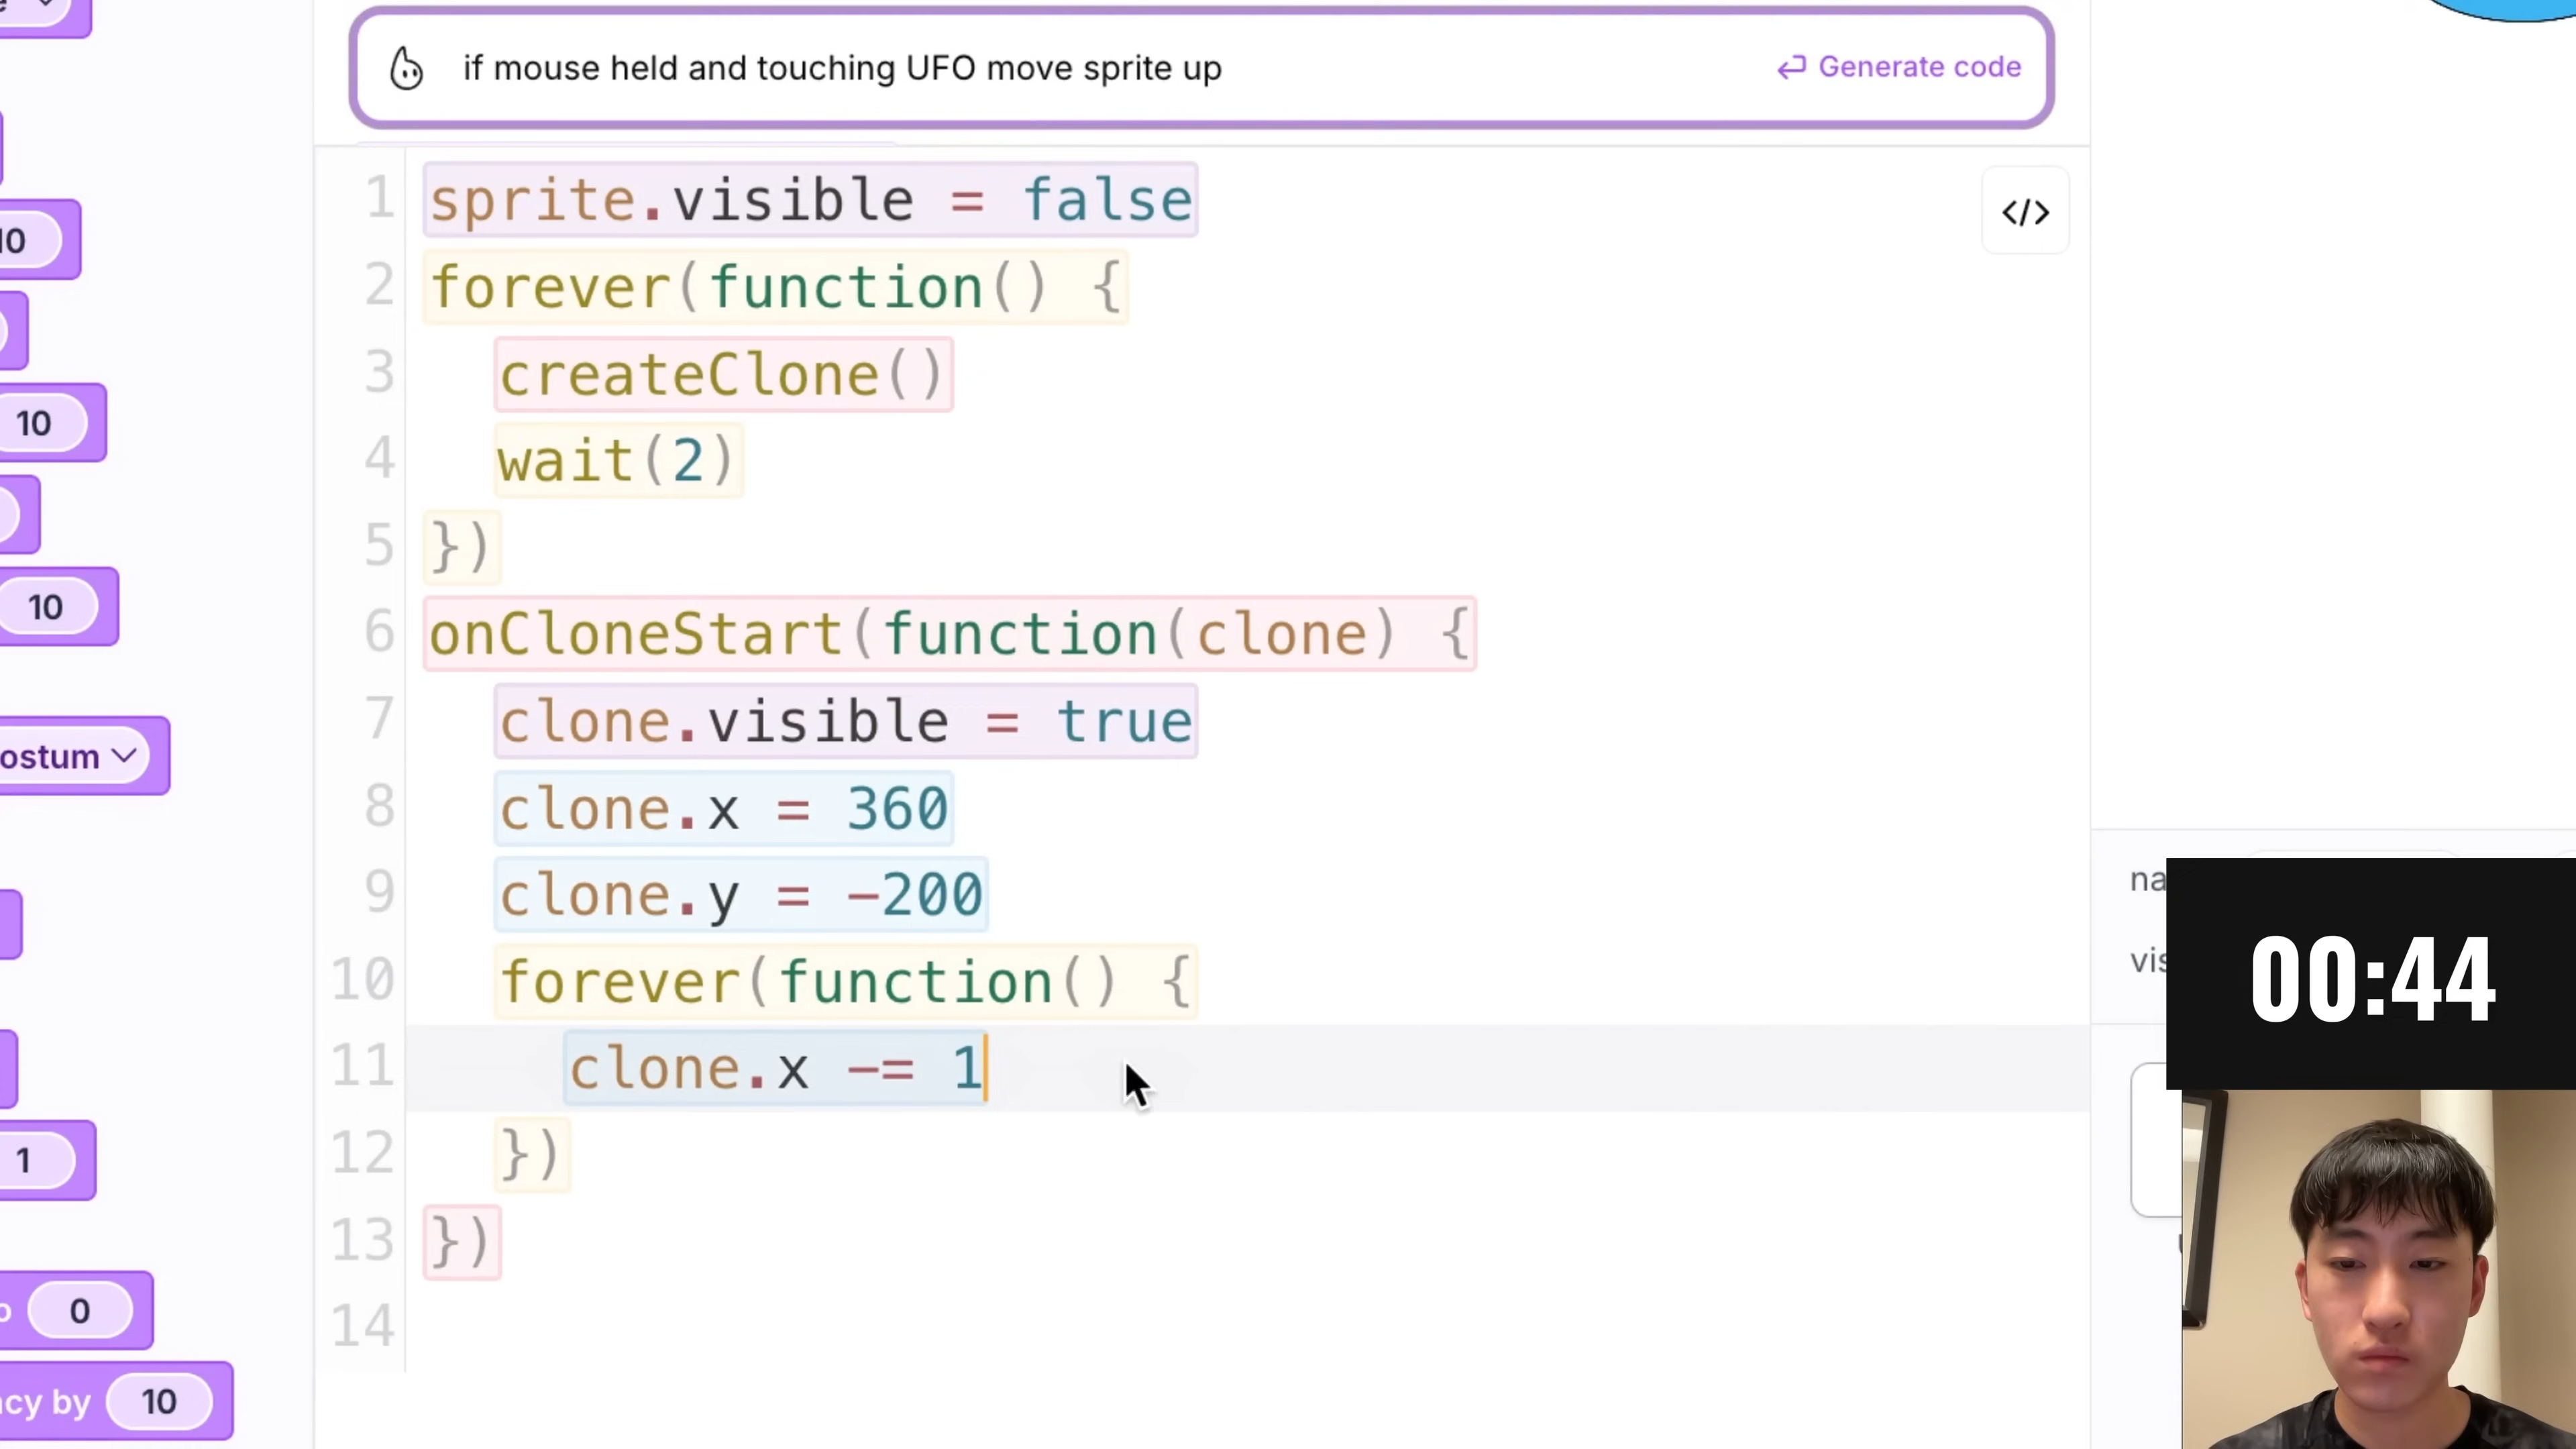 if mouse held and touching UFO move sprite up
Generate code
10
10
10
ostum
1
o 0
ncy by 10
1 sprite.visible = false
</>
2 forever(function() {
3 createClone()
4 wait(2)
5 })
6 onCloneStart(function(clone) {
7 clone.visible = true
8 clone.x = 360
9 clone.y = -200
10 forever(function() {
11 clone.x -= 1
12 })
13 })
14
na
vis
00:44